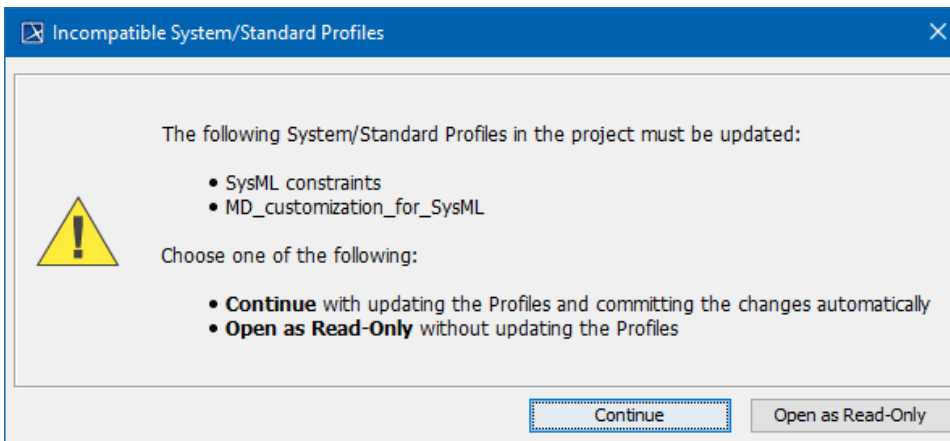 Incompatible System/Standard Profiles
The following System/Standard Profiles in the project must be updated:
• SysML constraints
• MD_customization_for_SysML
Choose one of the following:
• Continue with updating the Profiles and committing the changes automatically
• Open as Read-Only without updating the Profiles
Continue
Open as Read-Only